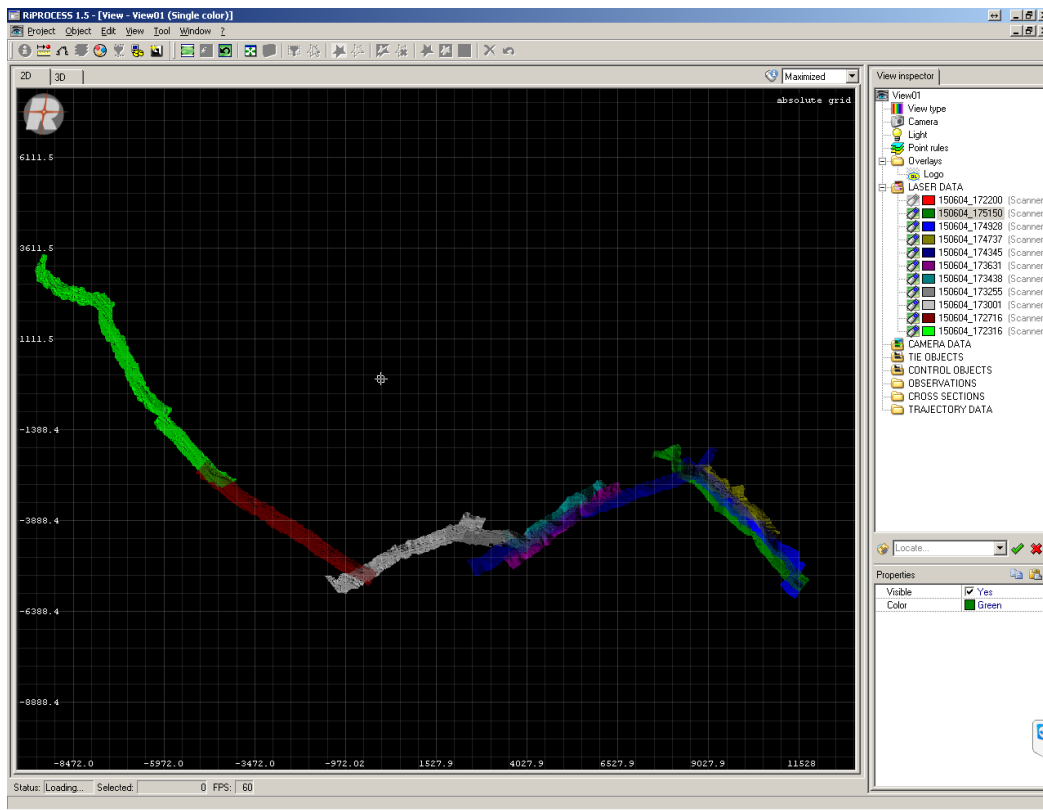 RiPROCESS 1.5 - [View - View01 (Single color)]
Project Object Edit View Tool Window ?
2D 3D Maximized
absolute grid
6111.5
3611.5
1111.5
-1388.4
-3888.4
-6388.4
-8888.4
-8472.0 -5972.0 -3472.0 -972.02 1527.9 4027.9 6527.9 9027.9 11528
View inspector
View01
View type
Camera
Light
Point rules
Overlays
Logo
LASER DATA
150604_172200 (Scanner
150604_175150 (Scanner
150604_174928 (Scanner
150604_174737 (Scanner
150604_174345 (Scanner
150604_173631 (Scanner
150604_173438 (Scanner
150604_173255 (Scanner
150604_173001 (Scanner
150604_172716 (Scanner
150604_172316 (Scanner
CAMERA DATA
TIE OBJECTS
CONTROL OBJECTS
OBSERVATIONS
CROSS SECTIONS
TRAJECTORY DATA
Locate...
Properties
Visible Yes
Color Green
Status: Loading... Selected: 0 FPS: 60